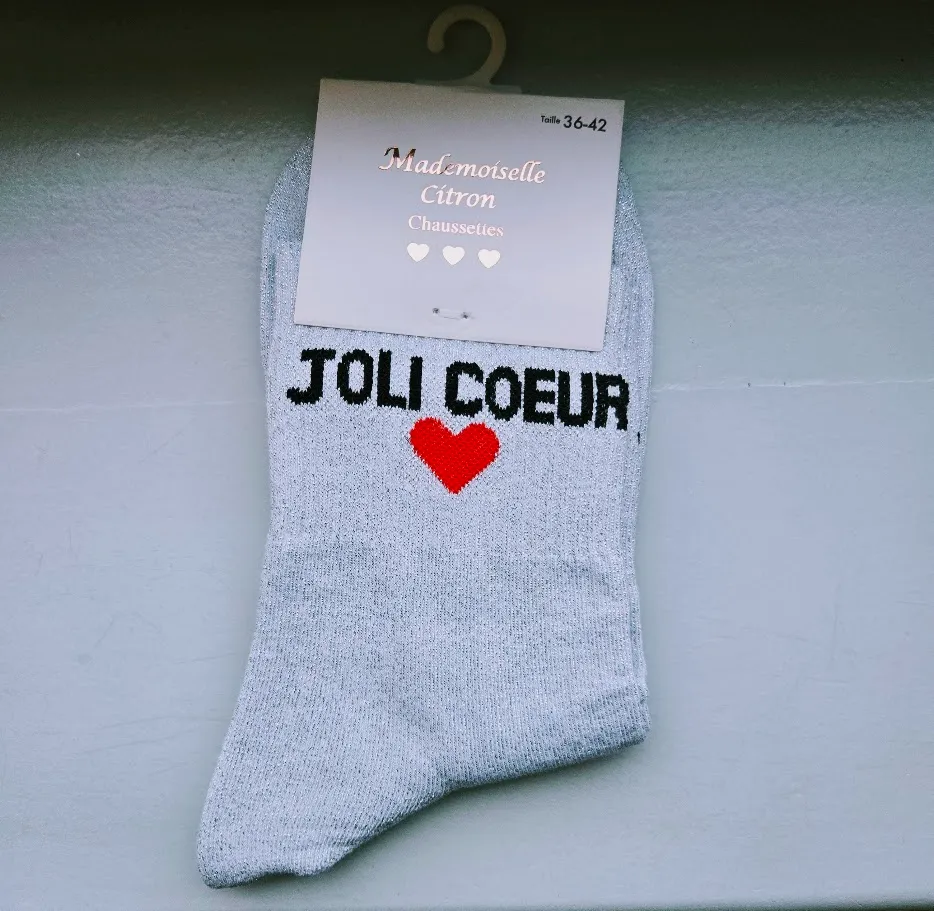 Taille 36-42
Mademoiselle
Citron
Chaussettes
JOLI COEUR